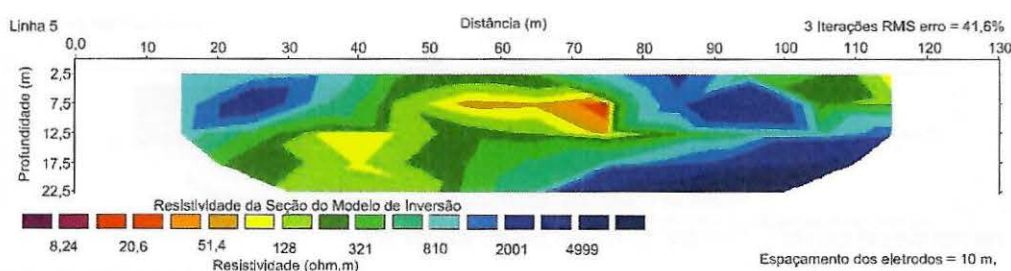 Linha 5
Distância (m)
3 Iterações RMS erro = 41,6%
0,0 10 20 30 40 50 60 70 80 90 100 110 120 130
Profundidade (m)
2,5
7,5
12,5
17,5
22,5
Resistividade da Seção do Modelo de Inversão
8,24 20,6 51,4 128 321 810 2001 4999
Resistividade (ohm.m)
Espaçamento dos eletrodos = 10 m,